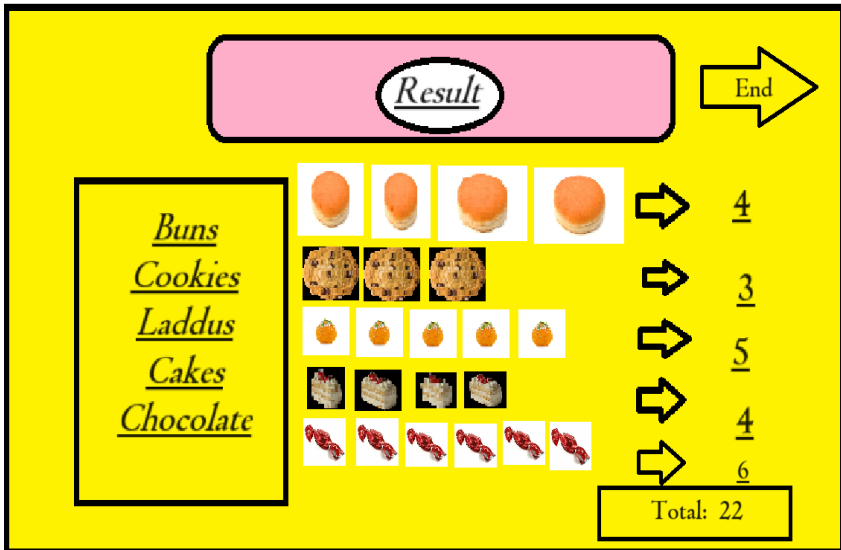 Result
End
Buns
Cookies
Laddus
Cakes
Chocolate
4
3
5
4
6
Total: 22